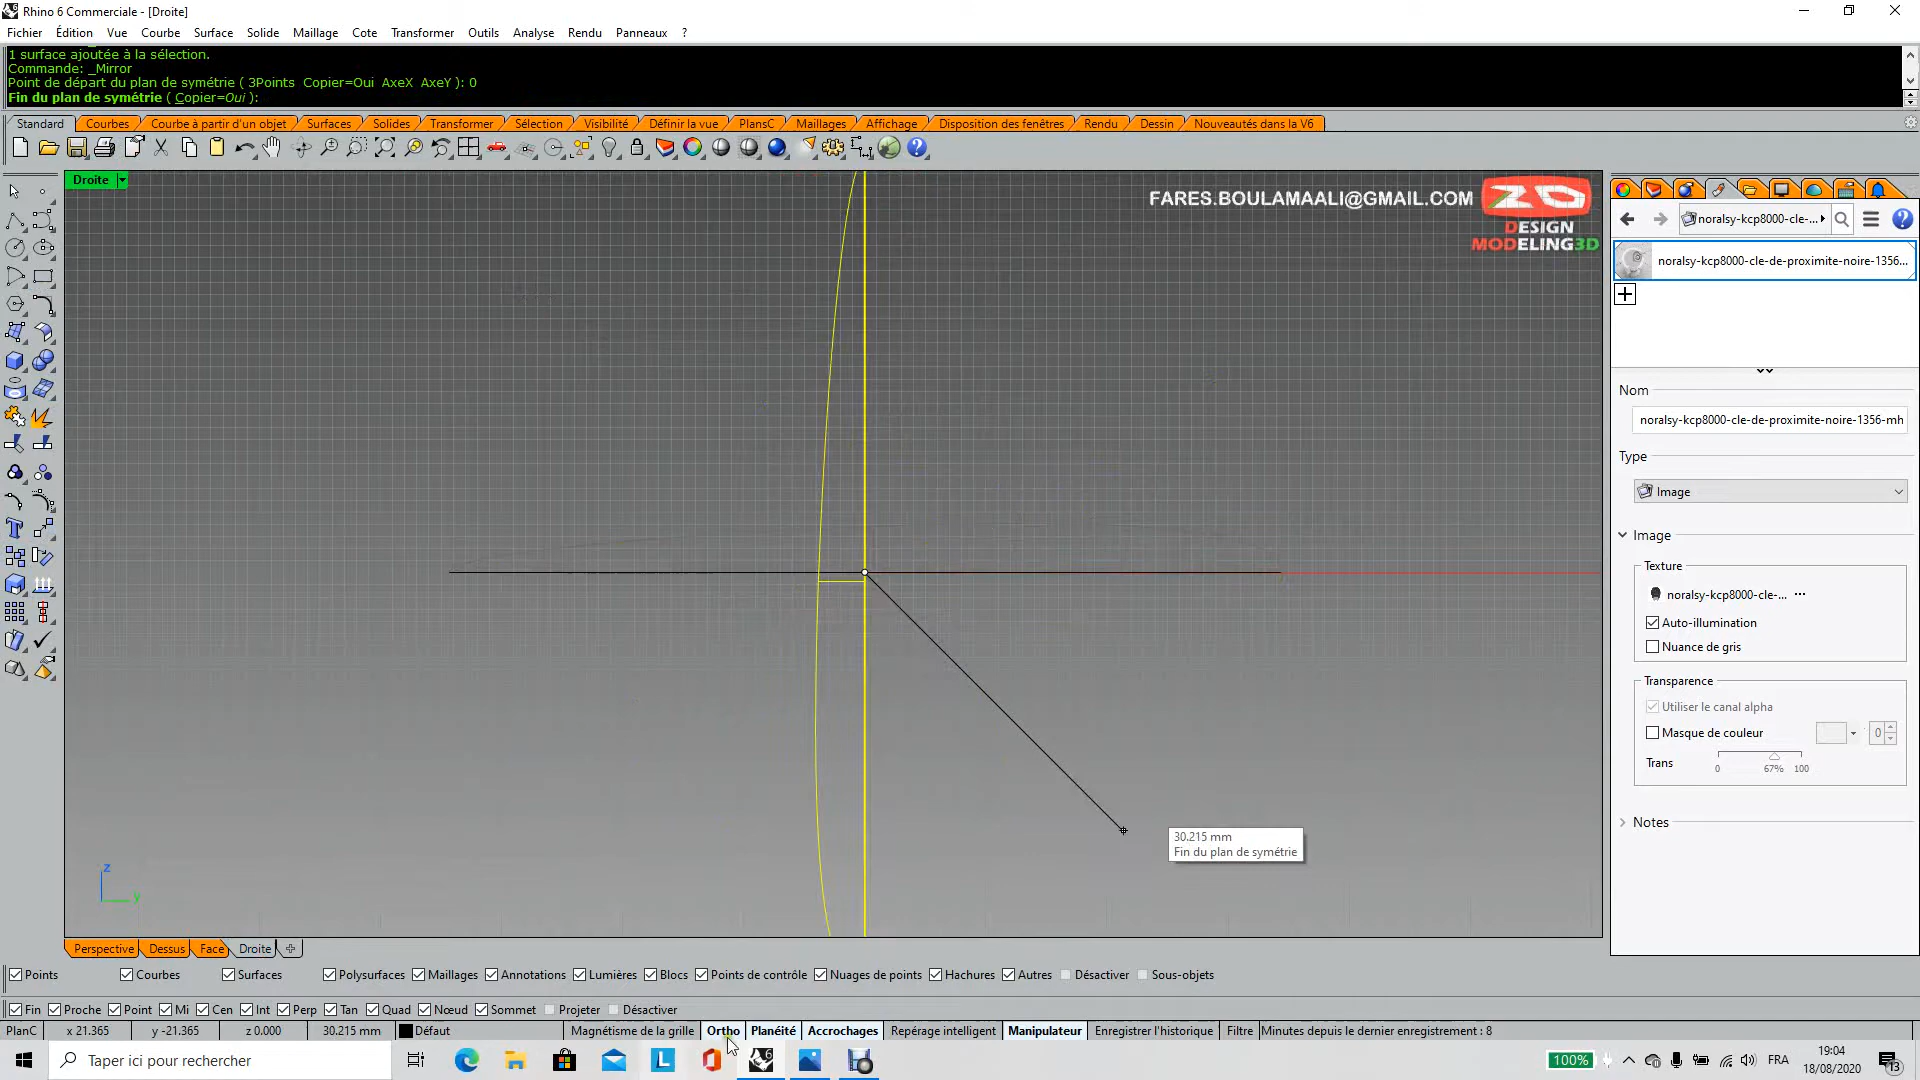 Rhino 6 Commerciale - [Droite]
Fichier Édition Vue Courbe Surface Solide Maillage Cote Transformer Outils Analyse Rendu Panneaux ?
1 surface ajoutée à la sélection.
Commande: _Mirror
Point de départ du plan de symétrie ( 3Points Copier=Oui AxeX AxeY ): 0
Fin du plan de symétrie ( Copier=Oui ):
Standard Courbes Courbe à partir d'un objet Surfaces Solides Transformer Sélection Visibilité Définir la vue PlansC Maillages Affichage Disposition des fenêtres Rendu Dessin Nouveautés dans la V6
Droite
FARES.BOULAMAALI@GMAIL.COM
DESIGN
MODELING3D
noralsy-kcp8000-cle-...
noralsy-kcp8000-cle-de-proximite-noire-1356...
Nom
noralsy-kcp8000-cle-de-proximite-noire-1356-mh
Type
Image
Image
Texture
noralsy-kcp8000-cle-... ...
Auto-illumination
Nuance de gris
Transparence
Utiliser le canal alpha
Masque de couleur 0
Trans 0 67% 100
Notes
30.215 mm
Fin du plan de symétrie
z
y
Perspective Dessus Face Droite
Points Courbes Surfaces Polysurfaces Maillages Annotations Lumières Blocs Points de contrôle Nuages de points Hachures Autres Désactiver Sous-objets
Fin Proche Point Mi Cen Int Perp Tan Quad Nœud Sommet Projeter Désactiver
PlanC x 21.365 y -21.365 z 0.000 30.215 mm Défaut Magnétisme de la grille Ortho Planéité Accrochages Repérage intelligent Manipulateur Enregistrer l'historique Filtre Minutes depuis le dernier enregistrement : 8
Taper ici pour rechercher
100%
FRA
19:04
18/08/2020
13